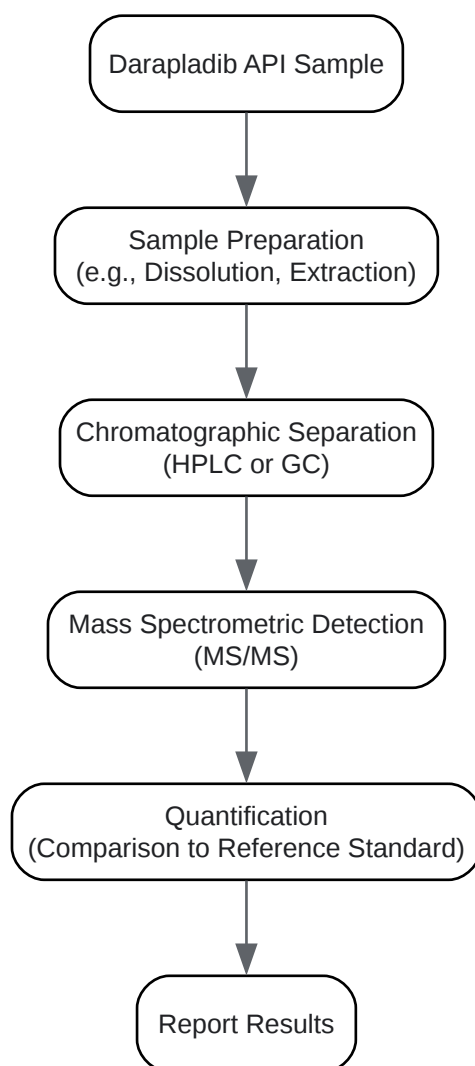 Darapladib API Sample
Sample Preparation
(e.g., Dissolution, Extraction)
Chromatographic Separation
(HPLC or GC)
Mass Spectrometric Detection
(MS/MS)
Quantification
(Comparison to Reference Standard)
Report Results